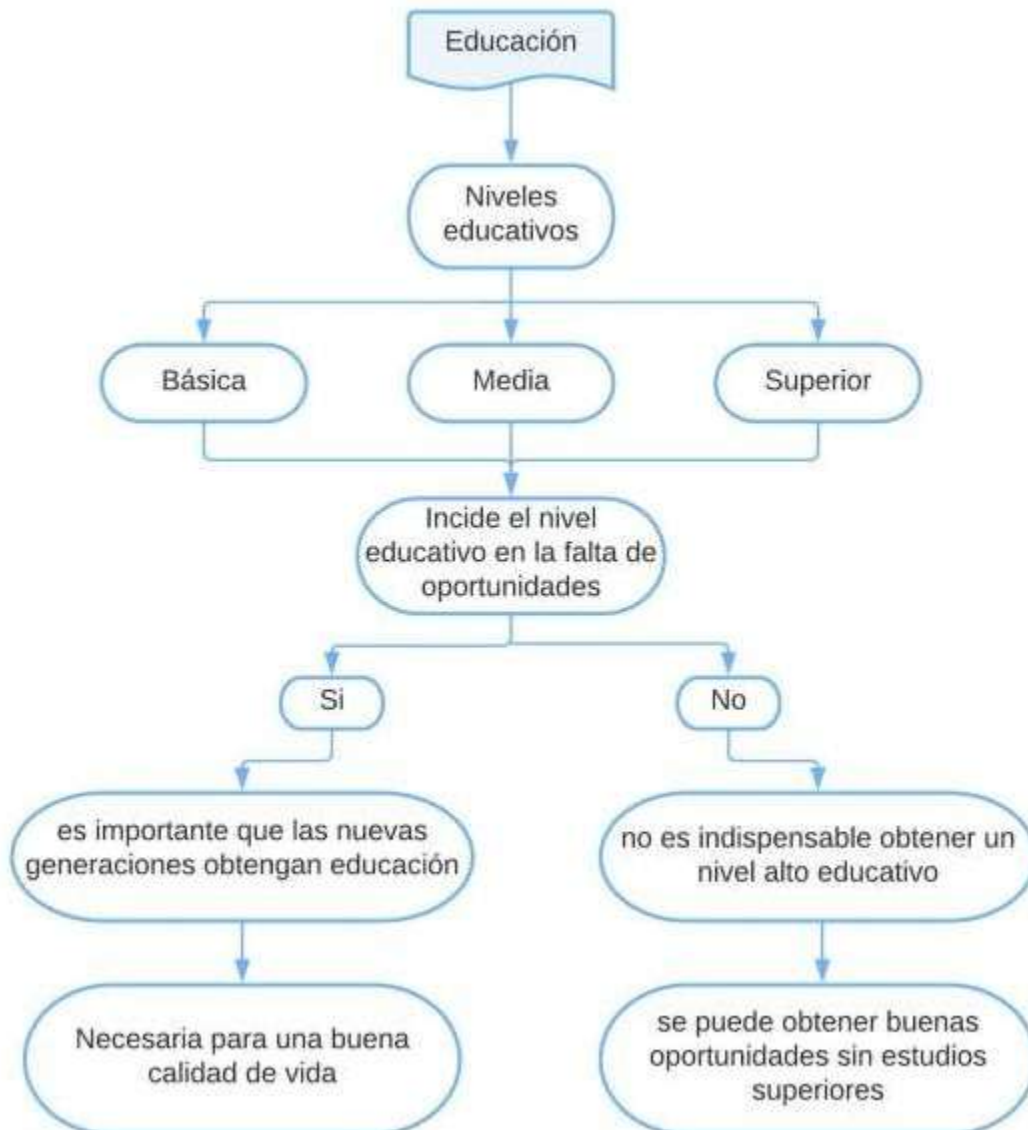 Educación
Niveles
educativos
Básica
Media
Superior
Incide el nivel
educativo en la falta de
oportunidades
Si
No
es importante que las nuevas
generaciones obtengan educación
no es indispensable obtener un
nivel alto educativo
Necesaria para una buena
calidad de vida
se puede obtener buenas
oportunidades sin estudios
superiores